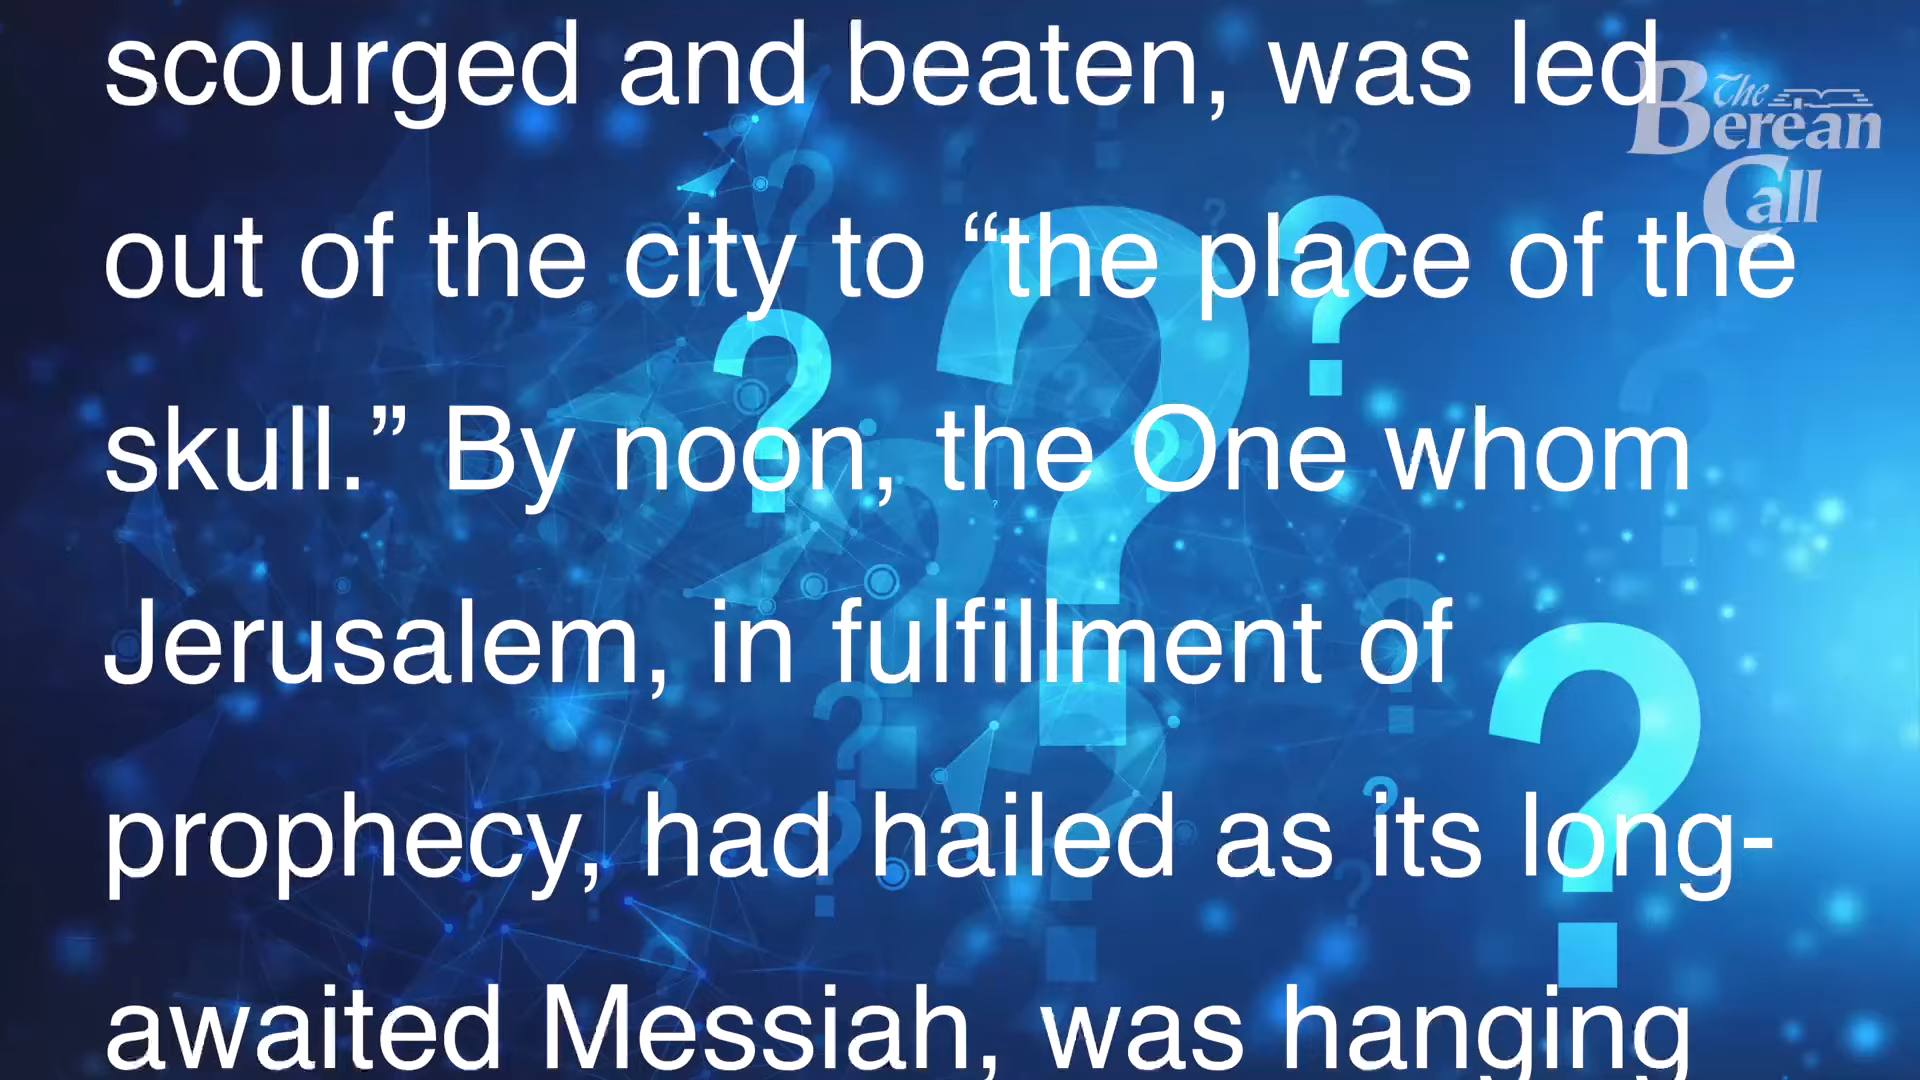 scourged and beaten, was led
The
Berean
Call
out of the city to “the place of the
skull.” By noon, the One whom
Jerusalem, in fulfillment of
prophecy, had hailed as its long-
awaited Messiah, was hanging